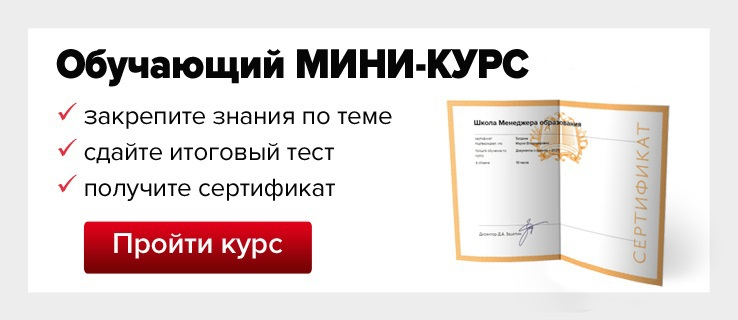 Обучающий МИНИ-КУРС
закрепите знания по теме
сдайте итоговый тест
получите сертификат
Пройти курс
Школа Менеджера образования
СЕРТИФИКАТ